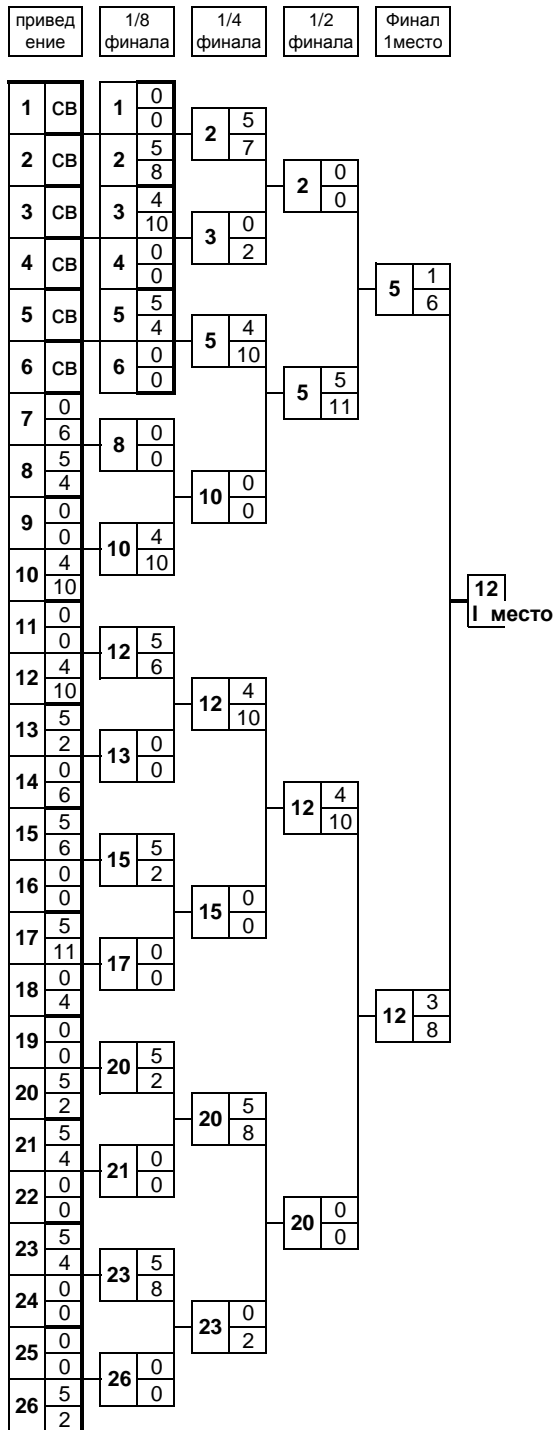 привед ение
1/8 финала
1/4 финала
1/2 финала
Финал 1место
1 св
2 св
3 св
4 св
5 св
6 св
7 0 6
8 5 4
9 0 0
10 4 10
11 0 0
12 4 10
13 5 2
14 0 6
15 5 6
16 0 0
17 5 11
18 0 4
19 0 0
20 5 2
21 5 4
22 0 0
23 5 4
24 0 0
25 0 0
26 5 2
1 0 0
2 5 8
3 4 10
4 0 0
5 5 4
6 0 0
8 0 0
10 4 10
12 5 6
13 0 0
15 5 2
17 0 0
20 5 2
21 0 0
23 5 8
26 0 0
2 5 7
3 0 2
5 4 10
10 0 0
12 4 10
15 0 0
20 5 8
23 0 2
2 0 0
5 5 11
12 4 10
20 0 0
5 1 6
12 3 8
12
I место